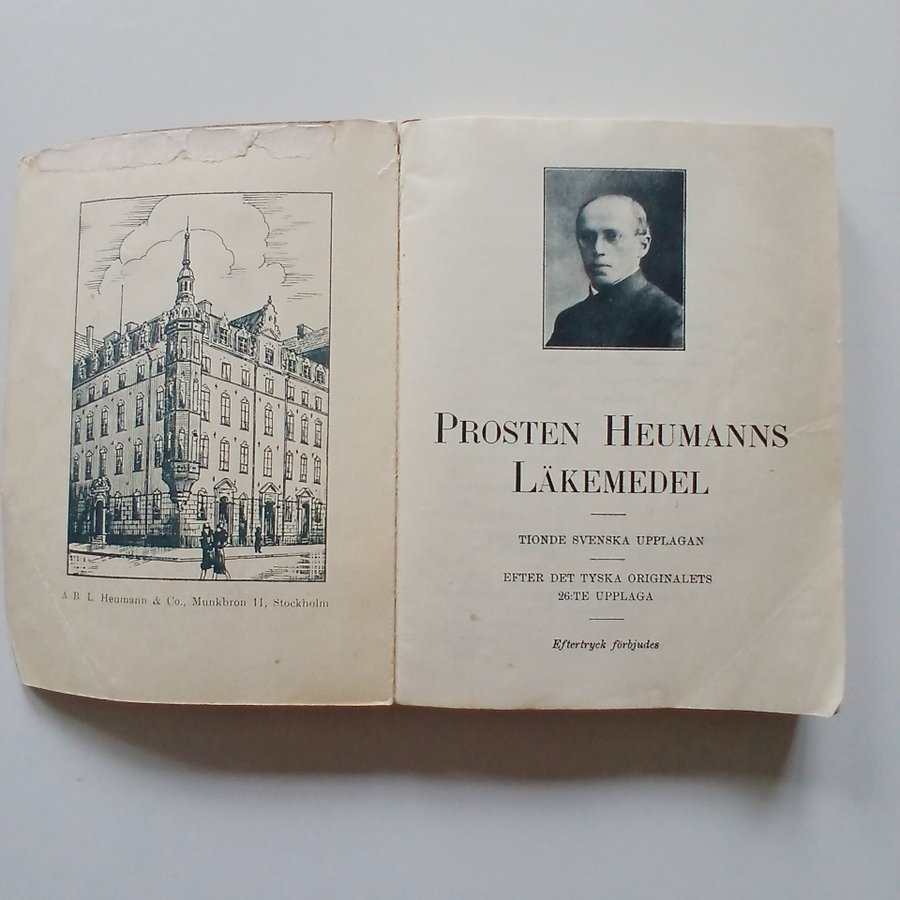 A. B. L. Heumann & Co., Munkbron 11, Stockholm
PROSTEN HEUMANNS
LÄKEMEDEL
TIONDE SVENSKA UPPLAGAN
EFTER DET TYSKA ORIGINALETS
26:TE UPPLAGA
Eftertryck förbjudes